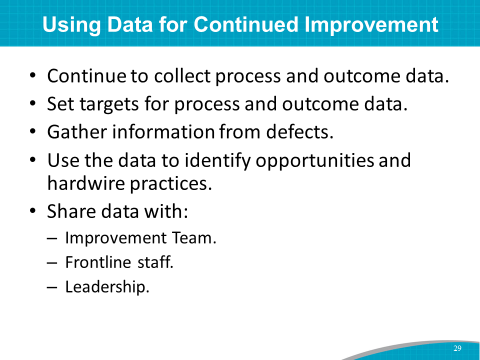 Using Data for Continued Improvement
• Continue to collect process and outcome data.
• Set targets for process and outcome data.
• Gather information from defects.
• Use the data to identify opportunities and
hardwire practices.
• Share data with:
– Improvement Team.
– Frontline staff.
– Leadership.
29